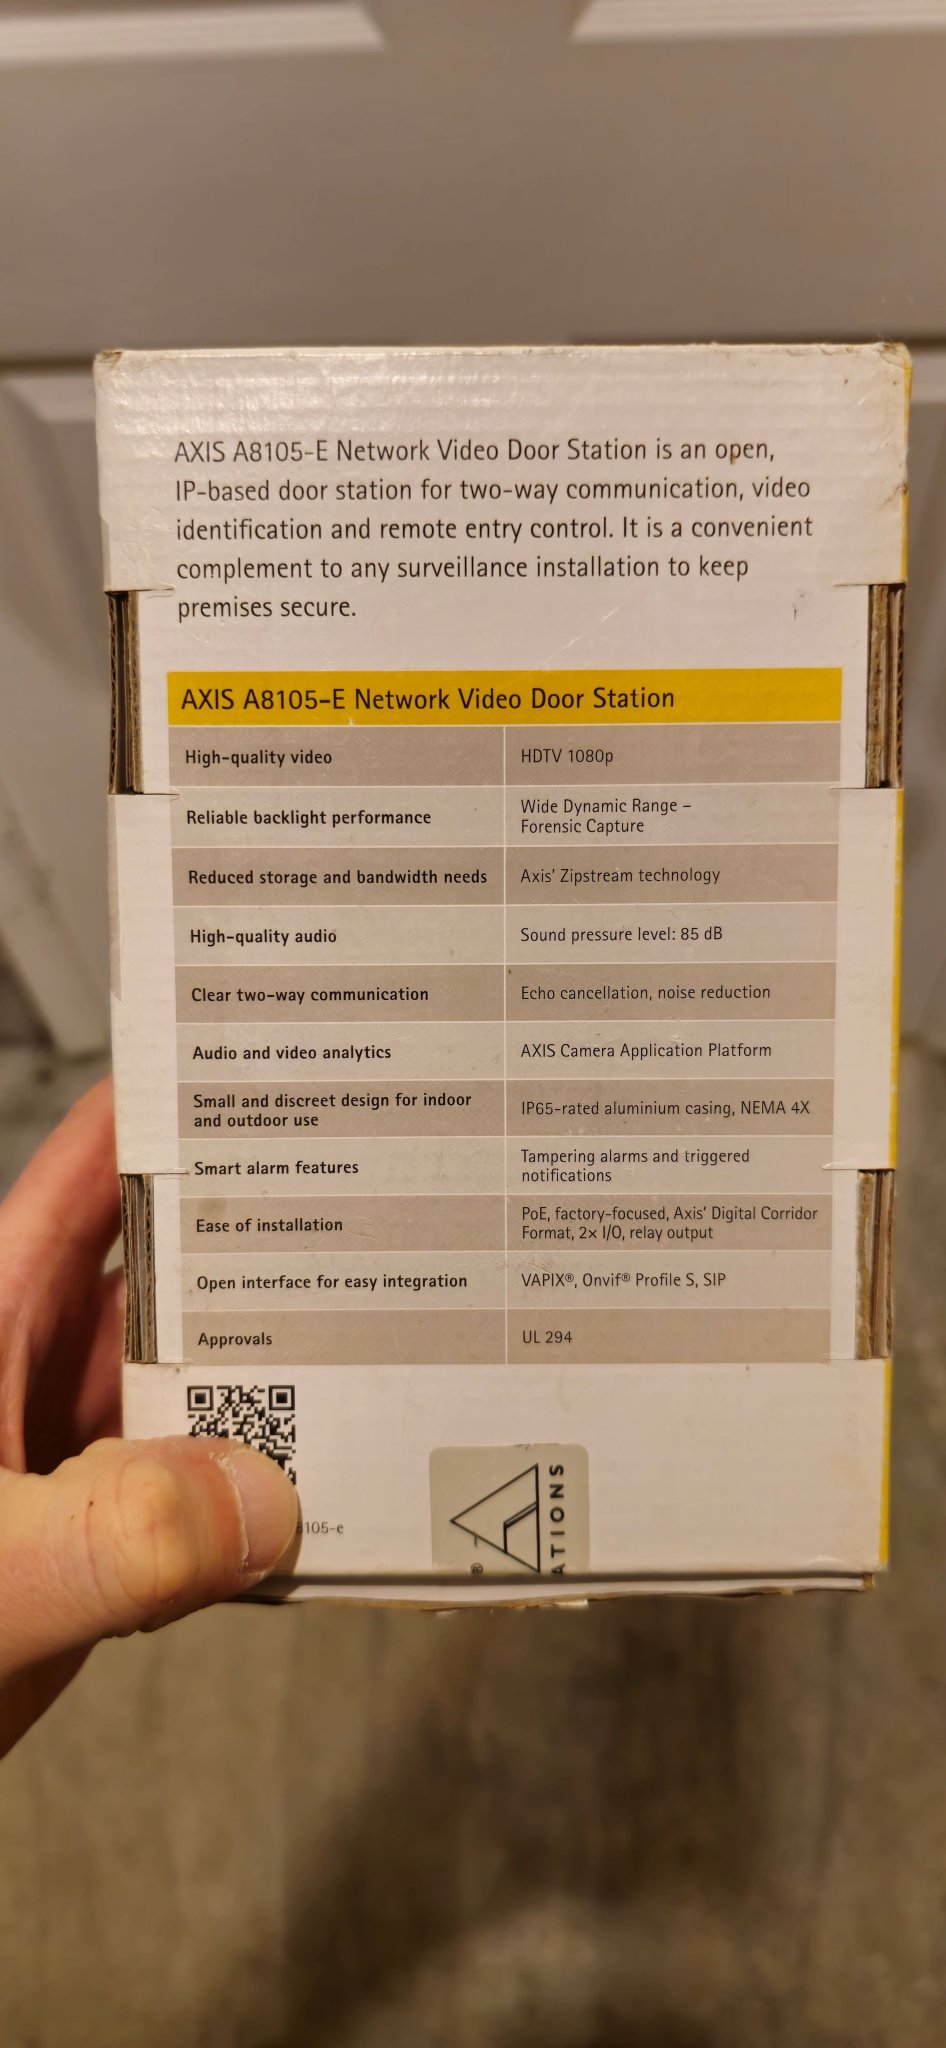 AXIS A8105-E Network Video Door Station is an open,
IP-based door station for two-way communication, video
identification and remote entry control. It is a convenient
complement to any surveillance installation to keep
premises secure.
AXIS A8105-E Network Video Door Station
High-quality video
HDTV 1080p
Reliable backlight performance
Wide Dynamic Range –
Forensic Capture
Reduced storage and bandwidth needs
Axis' Zipstream technology
High-quality audio
Sound pressure level: 85 dB
Clear two-way communication
Echo cancellation, noise reduction
Audio and video analytics
AXIS Camera Application Platform
Small and discreet design for indoor
and outdoor use
IP65-rated aluminium casing, NEMA 4X
Smart alarm features
Tampering alarms and triggered
notifications
Ease of installation
PoE, factory-focused, Axis' Digital Corridor
Format, 2x I/O, relay output
Open interface for easy integration
VAPIX®, Onvif® Profile S, SIP
Approvals
UL 294
8105-e
ATIONS
®